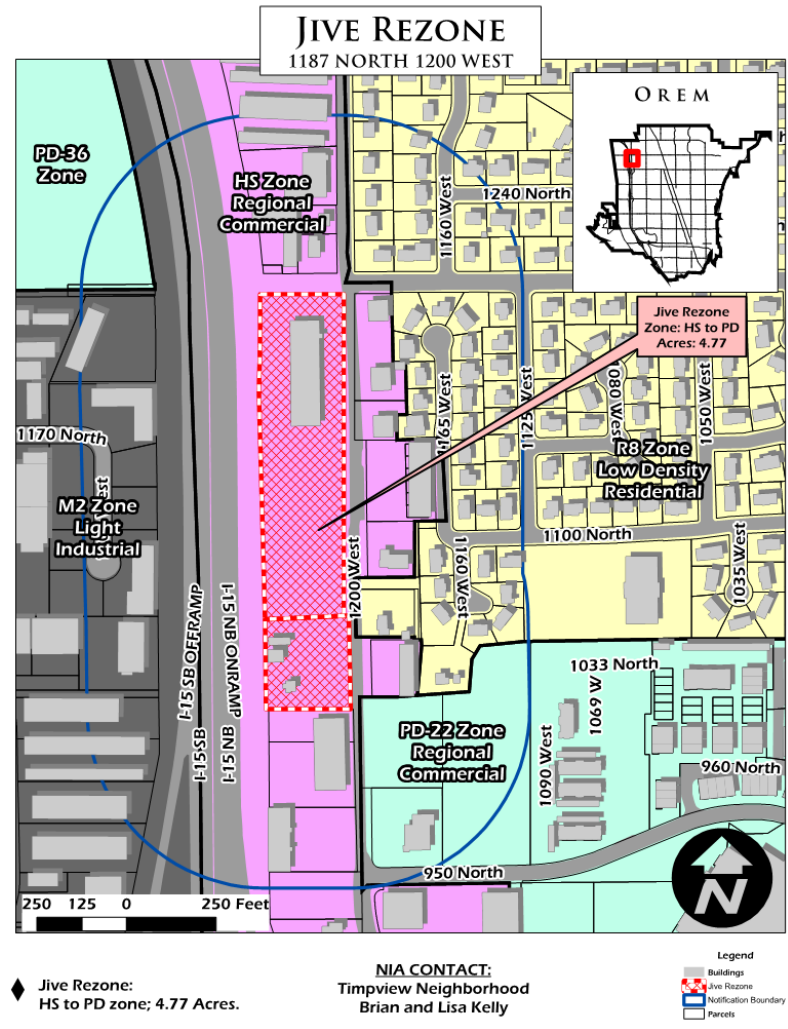 JIVE REZONE
1187 NORTH 1200 WEST
OREM
PD-36
Zone
HS Zone
Regional
Commercial
1160 West
1240 North
Jive Rezone
Zone: HS to PD
Acres: 4.77
1165 West
1125 West
1080 West
1050 West
1170 North
R8 Zone
Low Density
Residential
M2 Zone
Light
Industrial
1100 North
1200 West
1160 West
1035 West
I-15 SB OFFRAMP
I-15 NB ONRAMP
1033 North
1069 W
PD-22 Zone
Regional
Commercial
1090 West
I-15 SB
I-15 NB
960 North
950 North
N
250 125 0 250 Feet
Legend
Buildings
Jive Rezone
Notification Boundary
Parcels
Jive Rezone:
HS to PD zone; 4.77 Acres.
NIA CONTACT:
Timpview Neighborhood
Brian and Lisa Kelly